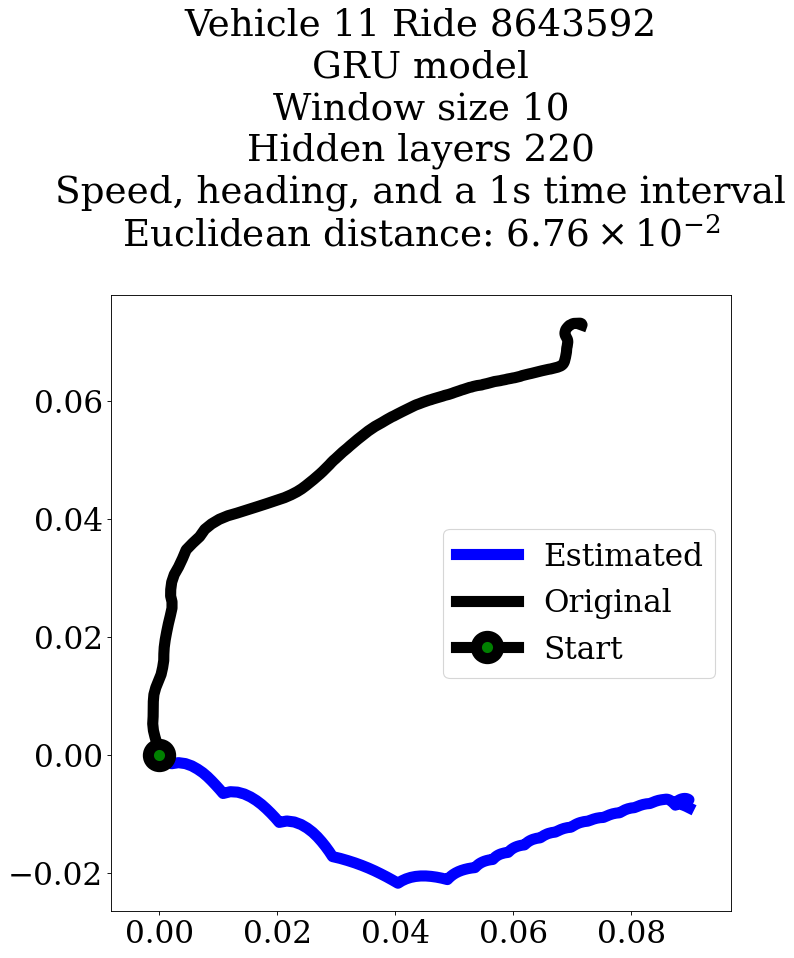 Vehicle 11 Ride 8643592
GRU model
Window size 10
Hidden layers 220
Speed, heading, and a 1s time interval
Euclidean distance: 6.76 × 10⁻²
0.06
0.04
0.02
0.00
−0.02
Estimated
Original
Start
0.00 0.02 0.04 0.06 0.08